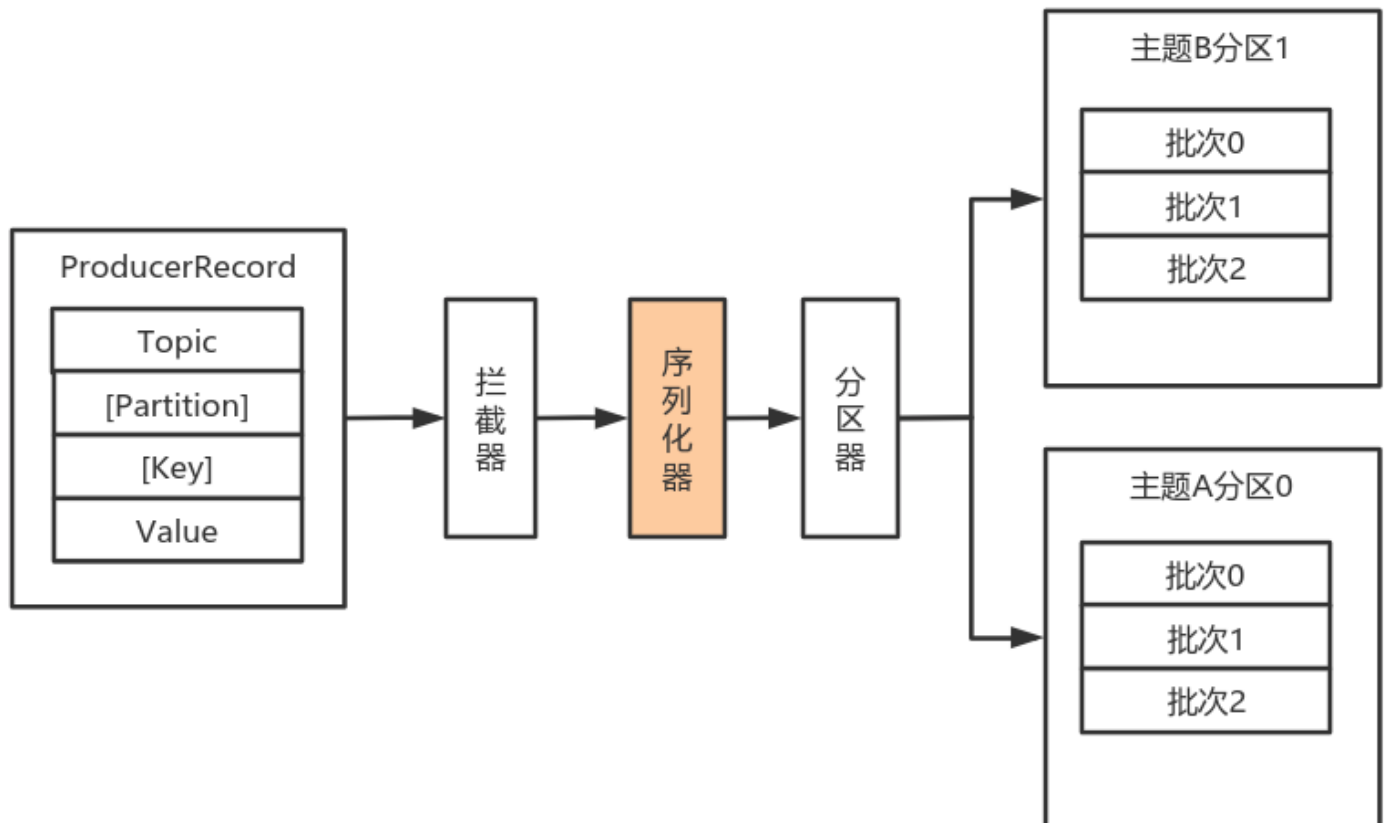 ProducerRecord
Topic
[Partition]
[Key]
Value
拦截器
序列化器
分区器
主题B分区1
批次0
批次1
批次2
主题A分区0
批次0
批次1
批次2